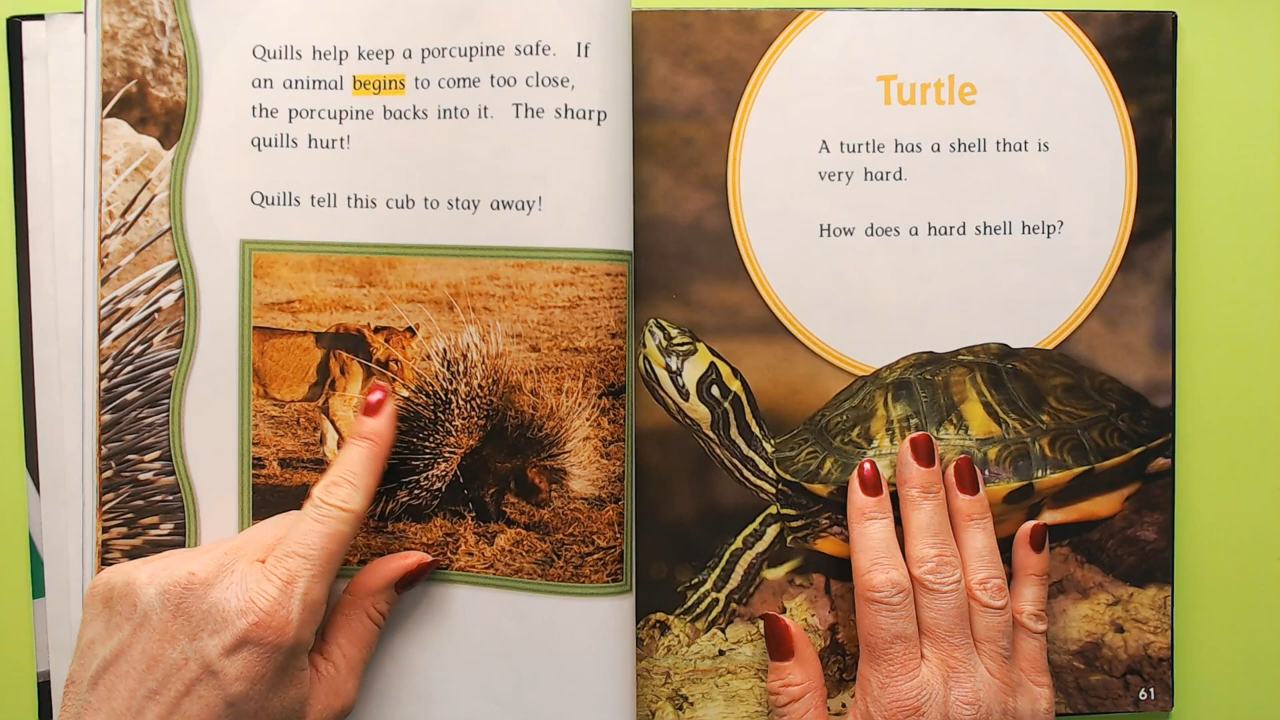 Quills help keep a porcupine safe. If
an animal begins to come too close,
the porcupine backs into it. The sharp
quills hurt!
Quills tell this cub to stay away!
Turtle
A turtle has a shell that is
very hard.
How does a hard shell help?
61